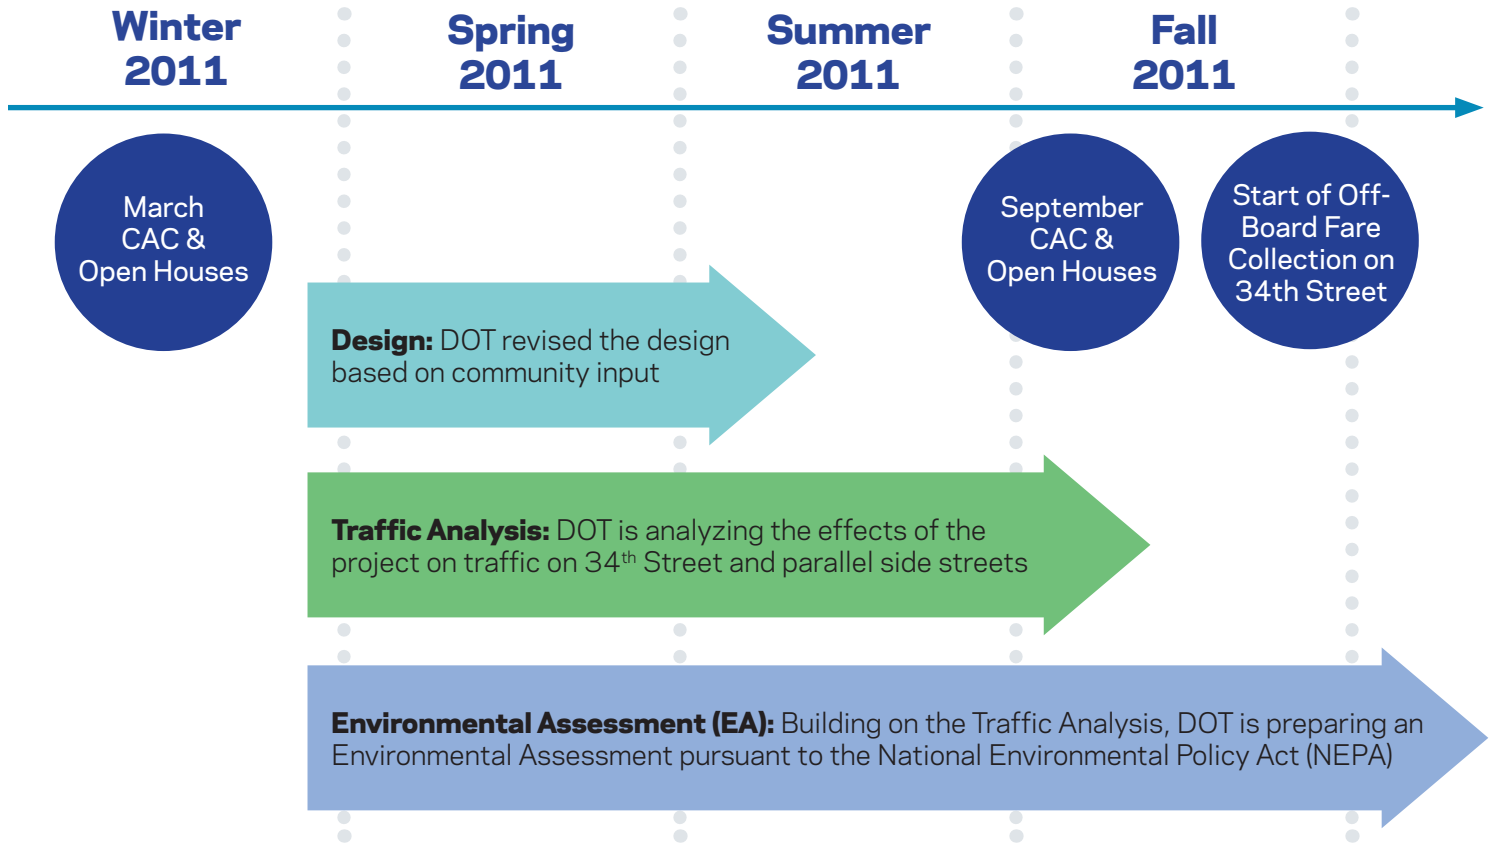 Winter
2011
Spring
2011
Summer
2011
Fall
2011
March
CAC &
Open Houses
September
CAC &
Open Houses
Start of Off-
Board Fare
Collection on
34th Street
Design: DOT revised the design
based on community input
Traffic Analysis: DOT is analyzing the effects of the
project on traffic on 34th Street and parallel side streets
Environmental Assessment (EA): Building on the Traffic Analysis, DOT is preparing an
Environmental Assessment pursuant to the National Environmental Policy Act (NEPA)